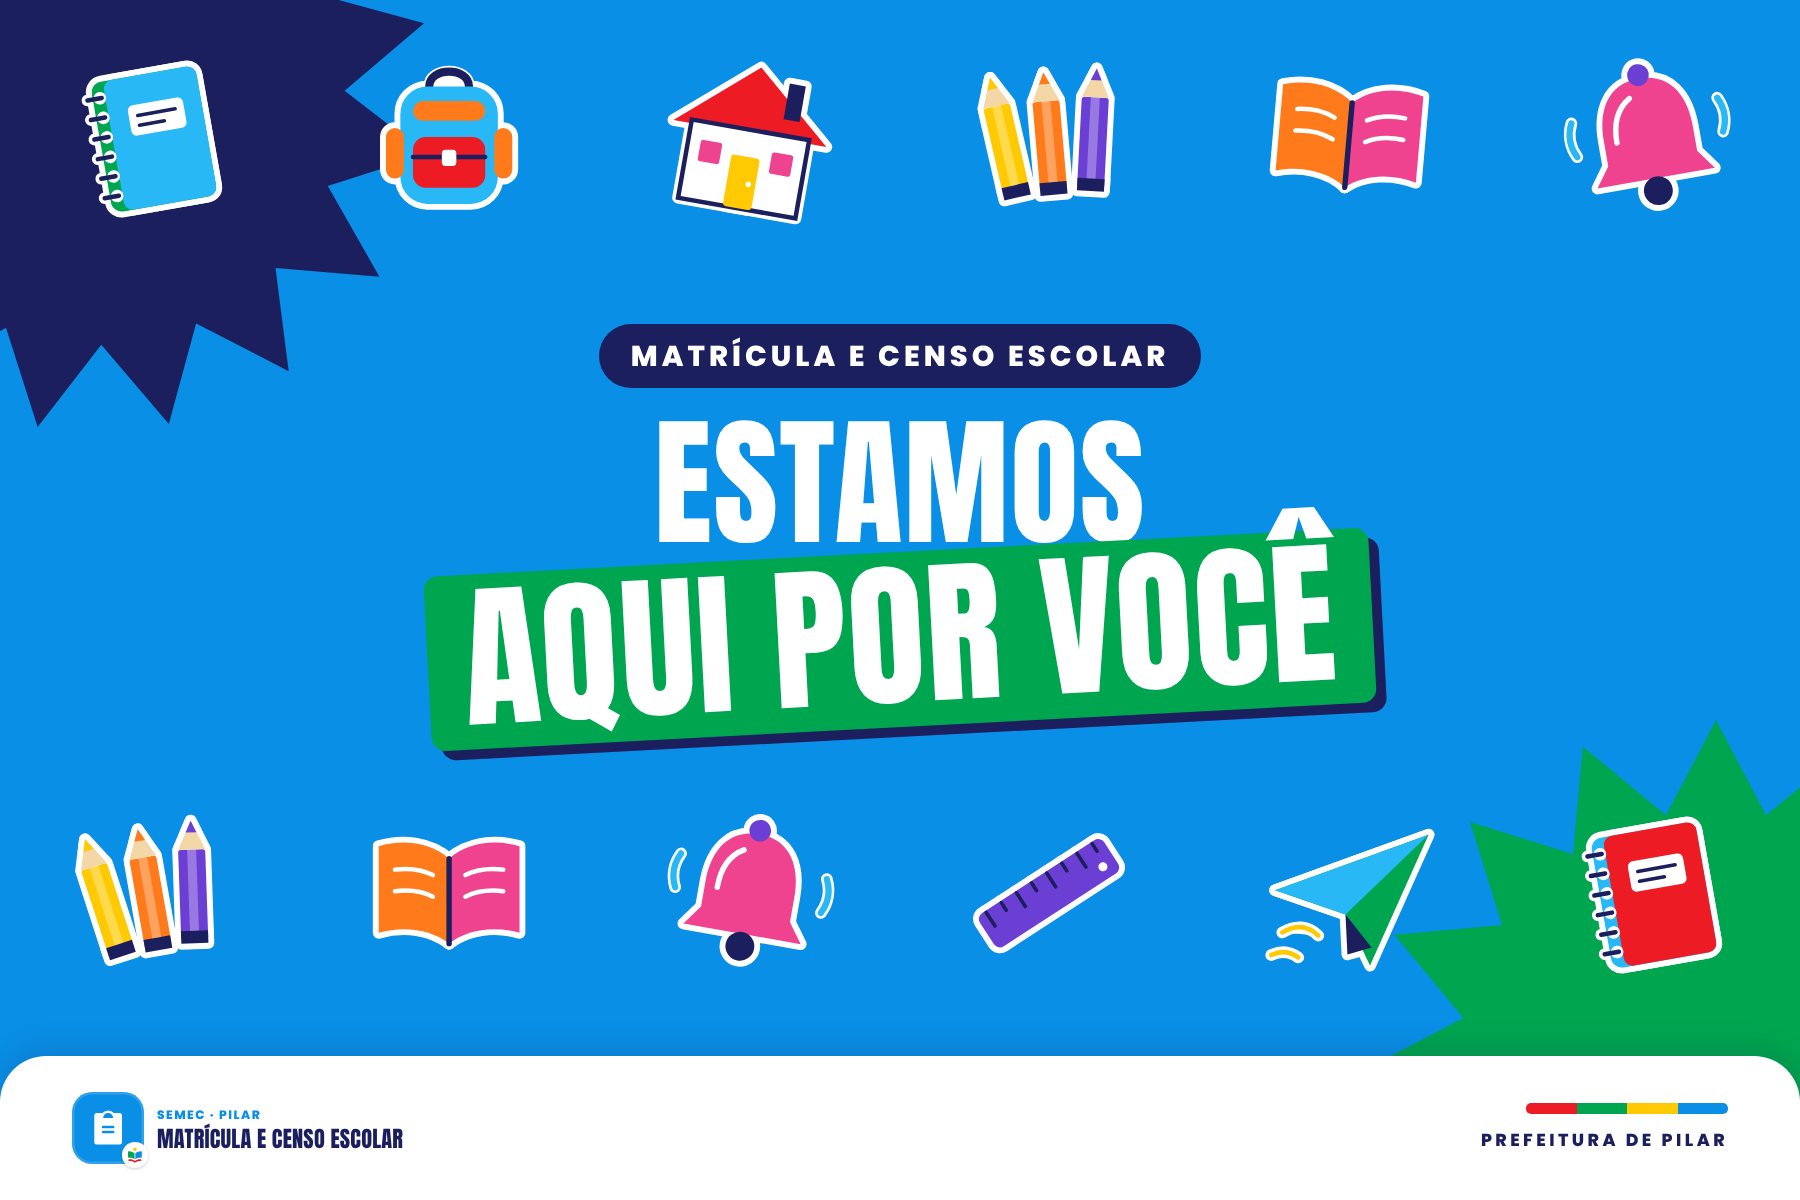 MATRÍCULA E CENSO ESCOLAR
ESTAMOS
AQUI POR VOCÊ
SEMEC · PILAR
MATRÍCULA E CENSO ESCOLAR
PREFEITURA DE PILAR